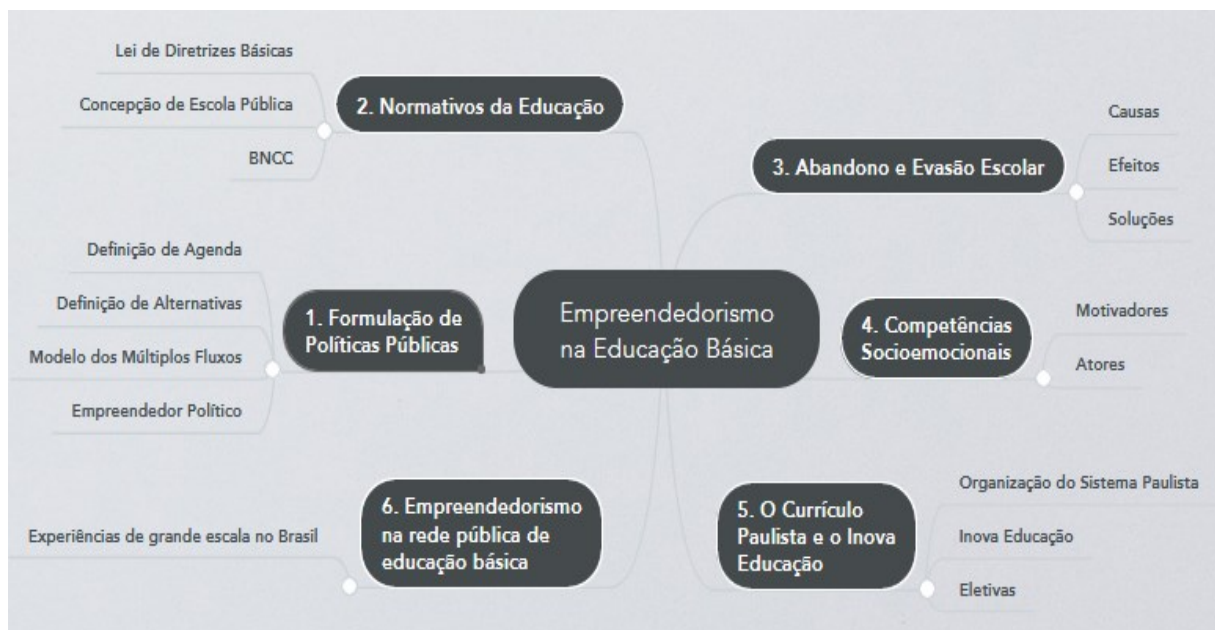 Lei de Diretrizes Básicas
Concepção de Escola Pública
BNCC
2. Normativos da Educação
Definição de Agenda
Definição de Alternativas
Modelo dos Múltiplos Fluxos
Empreendedor Político
1. Formulação de
Políticas Públicas
Experiências de grande escala no Brasil
6. Empreendedorismo
na rede pública de
educação básica
Empreendedorismo
na Educação Básica
3. Abandono e Evasão Escolar
Causas
Efeitos
Soluções
4. Competências
Socioemocionais
Motivadores
Atores
5. O Currículo
Paulista e o Inova
Educação
Organização do Sistema Paulista
Inova Educação
Eletivas